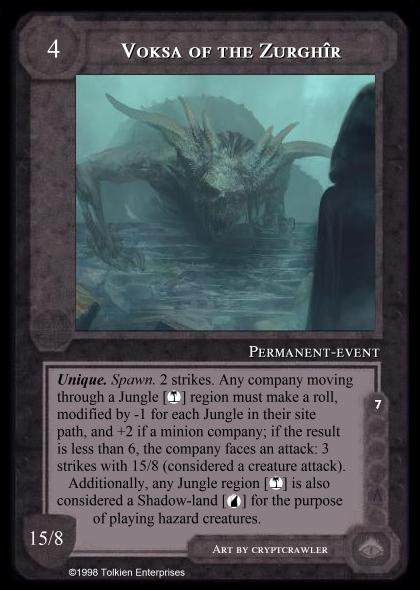 4
Voksa of the Zurghîr
Permanent-event
Unique. Spawn. 2 strikes. Any company moving
through a Jungle [ ] region must make a roll,
modified by -1 for each Jungle in their site
path, and +2 if a minion company; if the result
is less than 6, the company faces an attack: 3
strikes with 15/8 (considered a creature attack).
Additionally, any Jungle region [ ] is also
considered a Shadow-land [ ] for the purpose
of playing hazard creatures.
7
15/8
Art by cryptcrawler
©1998 Tolkien Enterprises